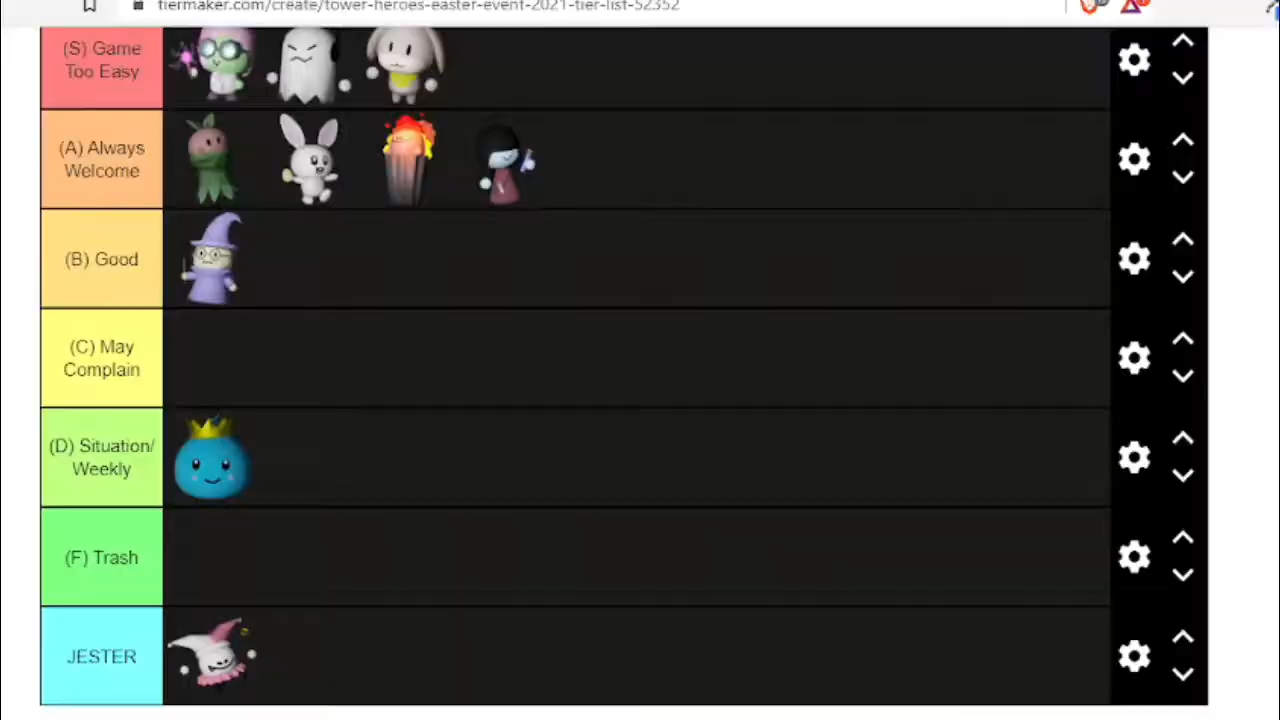 tiermaker.com/create/tower-heroes-easter-event-2021-tier-list-52352
(S) Game
Too Easy
(A) Always
Welcome
(B) Good
(C) May
Complain
(D) Situation/
Weekly
(F) Trash
JESTER